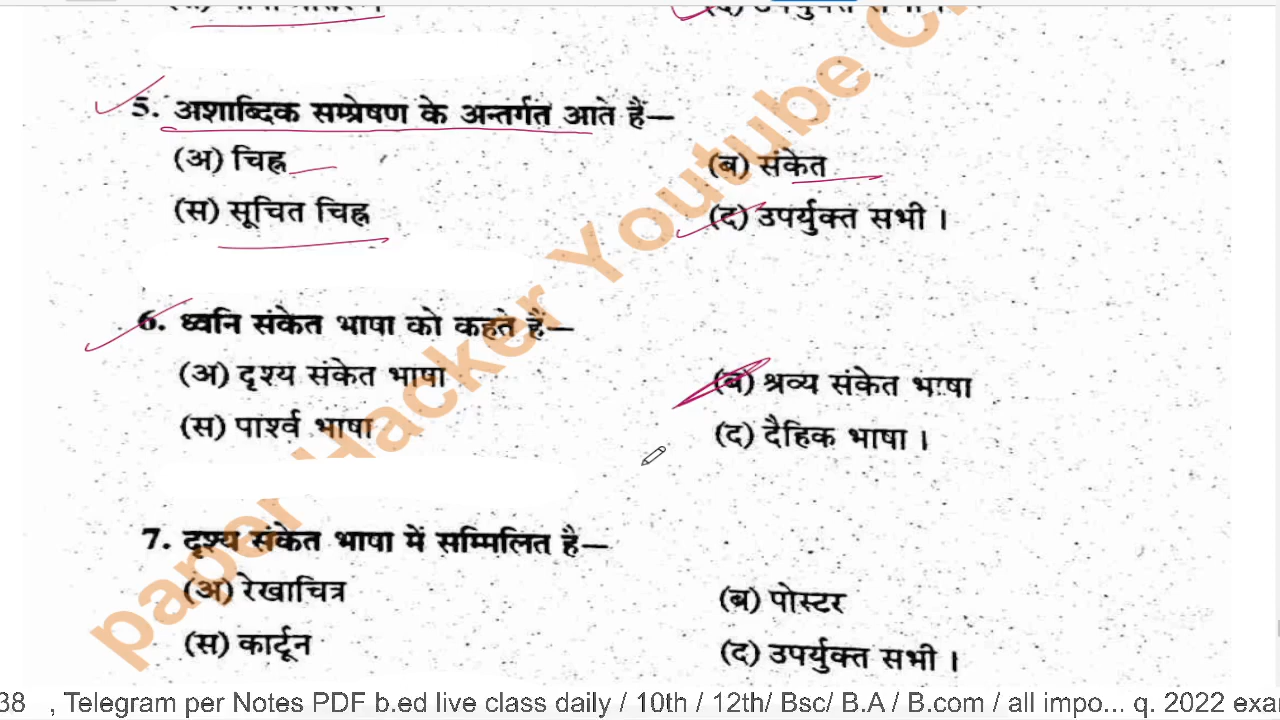 5. अशाब्दिक सम्प्रेषण के अन्तर्गत आते हैं—
(अ) चिह्न (ब) संकेत
(स) सूचित चिह्न (द) उपर्युक्त सभी ।
6. ध्वनि संकेत भाषा को कहते हैं—
(अ) दृश्य संकेत भाषा (ब) श्रव्य संकेत भाषा
(स) पार्श्व भाषा (द) दैहिक भाषा ।
7. दृश्य संकेत भाषा में सम्मिलित है—
(अ) रेखाचित्र (ब) पोस्टर
(स) कार्टून (द) उपर्युक्त सभी ।
paper Hacker Youtube
38 , Telegram per Notes PDF b.ed live class daily / 10th / 12th/ Bsc/ B.A / B.com / all impo... q. 2022 exa